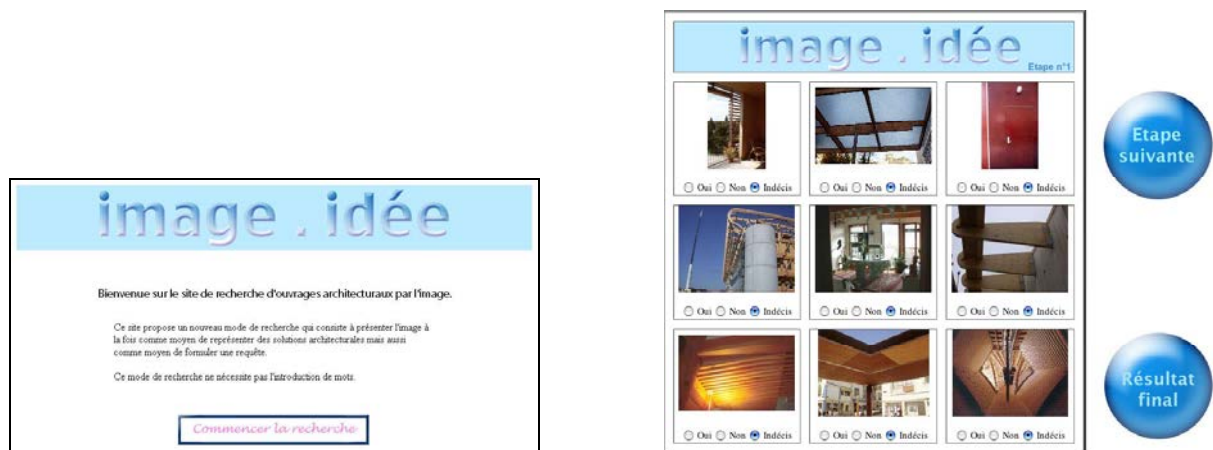 image . idée
Bienvenue sur le site de recherche d'ouvrages architecturaux par l'image.
Ce site propose un nouveau mode de recherche qui consiste à présenter l'image à
la fois comme moyen de représenter des solutions architecturales mais aussi
comme moyen de formuler une requête.
Ce mode de recherche ne nécessite pas l'introduction de mots.
Commencer la recherche
image . idée
Etape n°1
Oui Non Indécis Oui Non Indécis Oui Non Indécis
Oui Non Indécis Oui Non Indécis Oui Non Indécis
Oui Non Indécis Oui Non Indécis Oui Non Indécis
Etape
suivante
Résultat
final